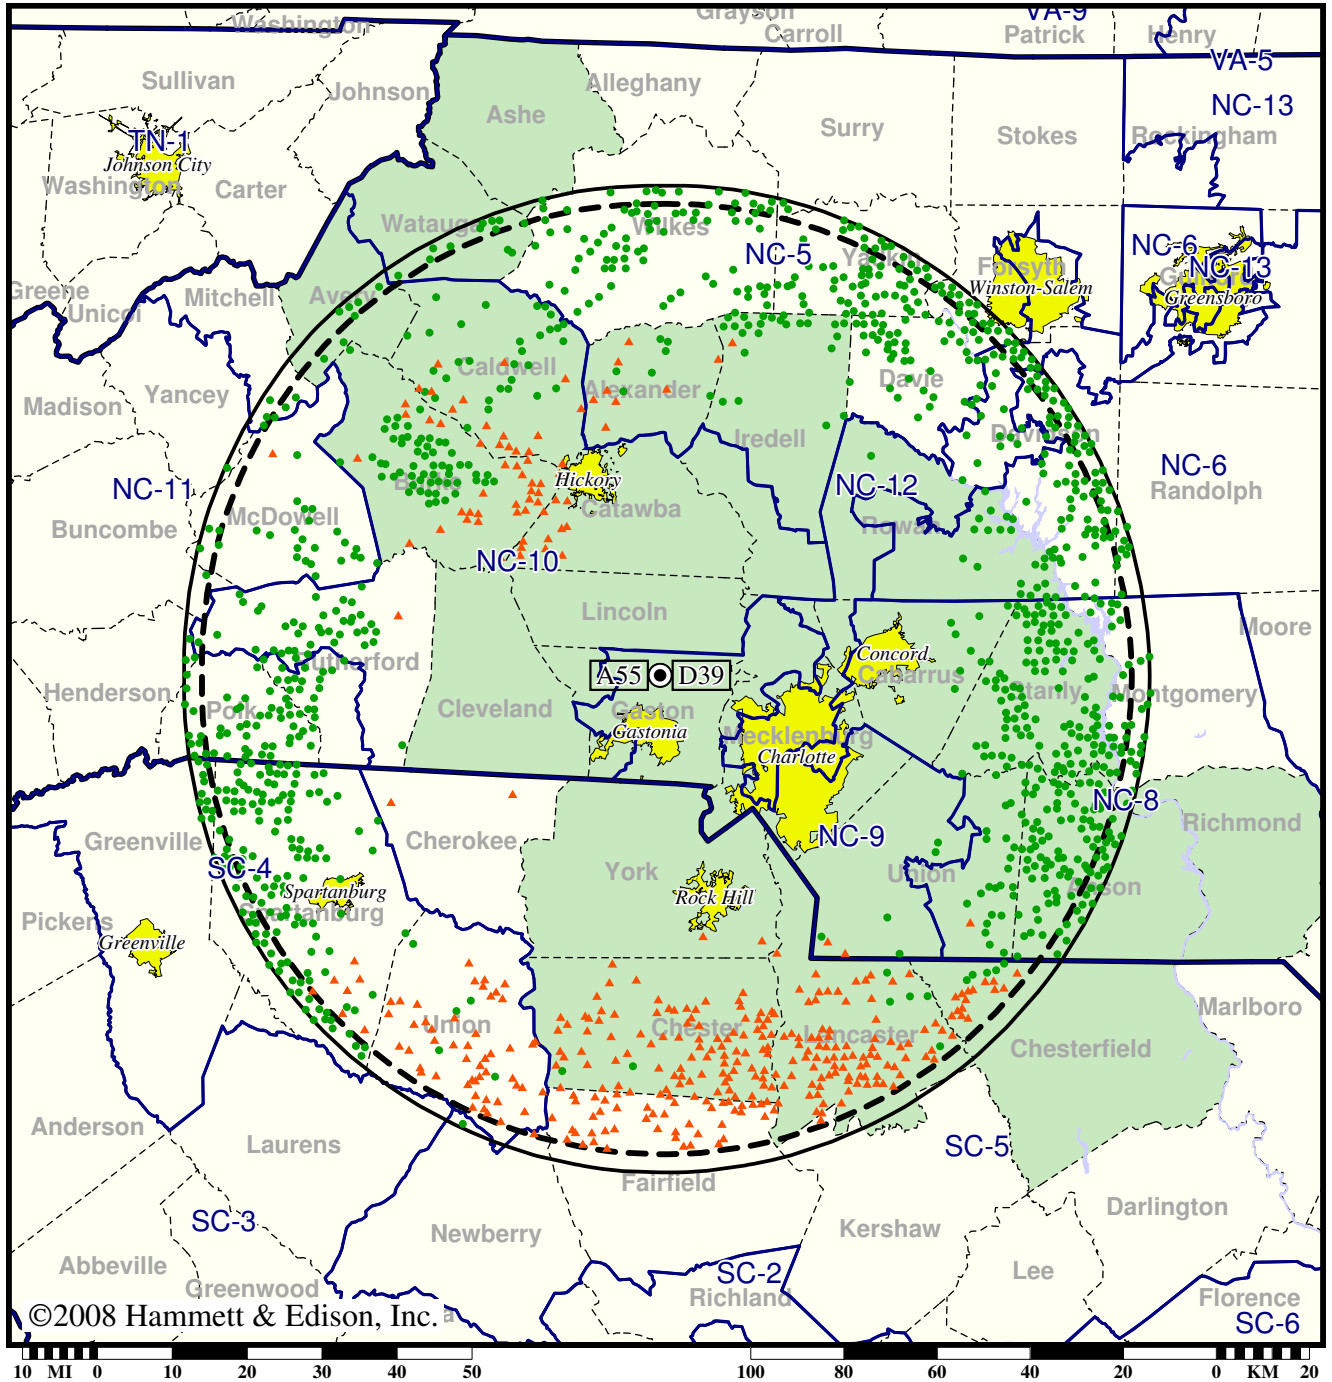 Grayson
VA-9
Washington
Carroll
Patrick
Henry
VA-5
Sullivan
Johnson
Alleghany
NC-13
Ashe
Surry
Stokes
Rockingham
TN-1
Johnson City
Washington
Carter
Watauga
Wilkes
NC-5
Yadkin
Forsyth
Winston-Salem
NC-6
NC-13
Guilford
Greensboro
Greene
Unicoi
Mitchell
Avery
Caldwell
Alexander
Davie
Madison
Yancey
Iredell
Davidson
NC-11
Burke
Hickory
NC-12
NC-6
Randolph
Buncombe
McDowell
Catawba
Rowan
NC-10
Lincoln
Moore
Rutherford
A55
D39
Concord
Cabarrus
Henderson
Polk
Cleveland
Gaston
Gastonia
Stanly
Montgomery
Mecklenburg
Charlotte
NC-8
Greenville
Cherokee
NC-9
Richmond
SC-4
York
Union
Anson
Spartanburg
Spartanburg
Rock Hill
Pickens
Greenville
Union
Chester
Lancaster
Marlboro
Chesterfield
Anderson
Laurens
SC-5
Fairfield
SC-3
Newberry
Kershaw
Darlington
Abbeville
Greenwood
SC-2
Richland
Lee
Florence
SC-6
©2008 Hammett & Edison, Inc.
10 MI 0 10 20 30 40 50
100 80 60 40 20 0 KM 20